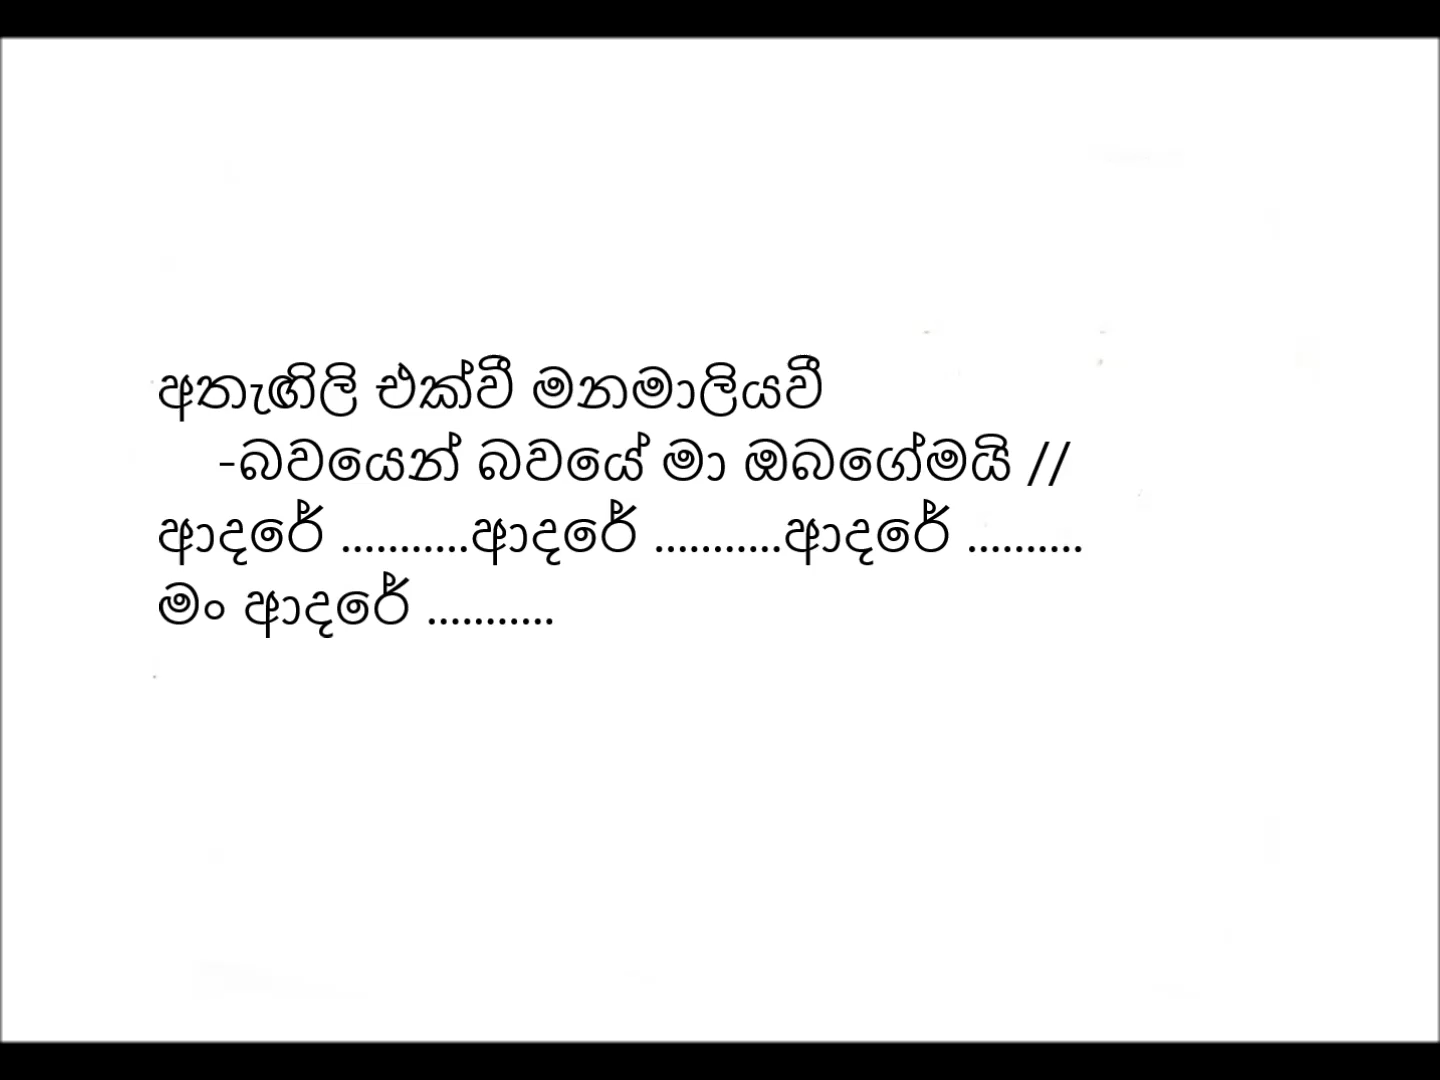 අතැඟිලි එක්වී මනමාලියවී
-බවයෙන් බවයේ මා ඔබගේමයි //
ආදරේ ...........ආදරේ ...........ආදරේ ..........
මං ආදරේ ...........